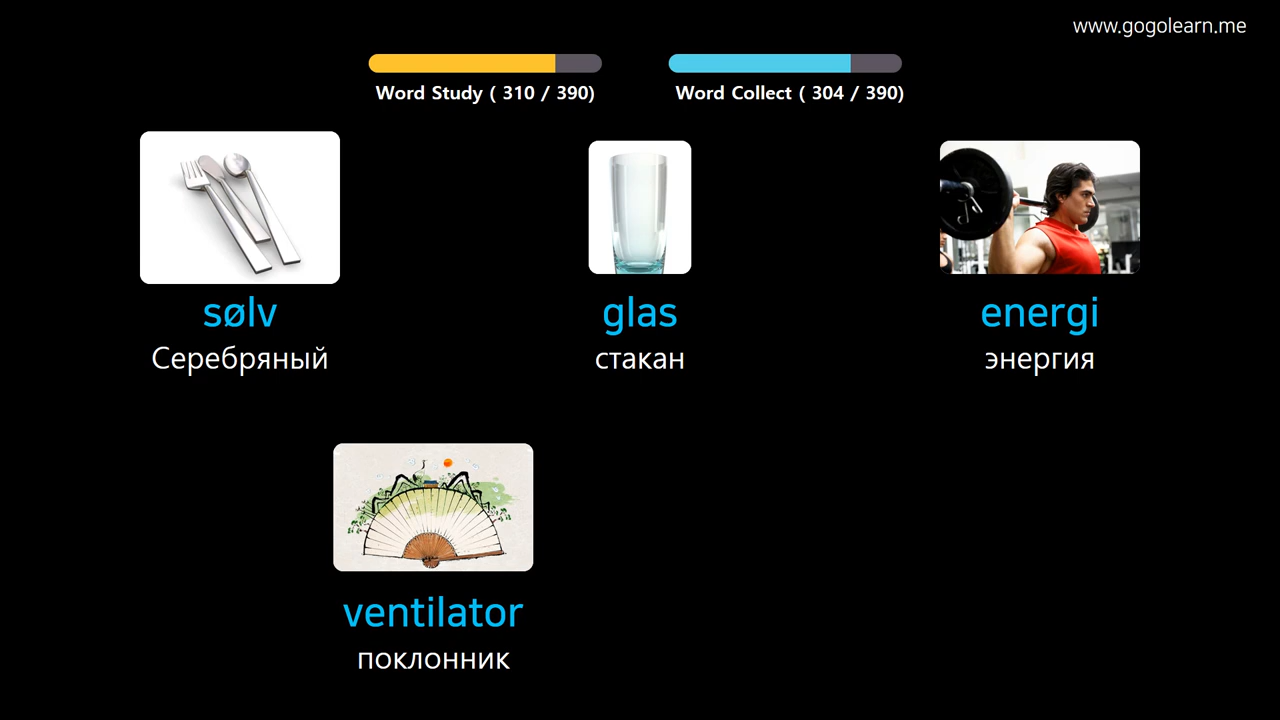 www.gogolearn.me
Word Study ( 310 / 390)
Word Collect ( 304 / 390)
sølv
glas
energi
Серебряный
стакан
энергия
ventilator
поклонник